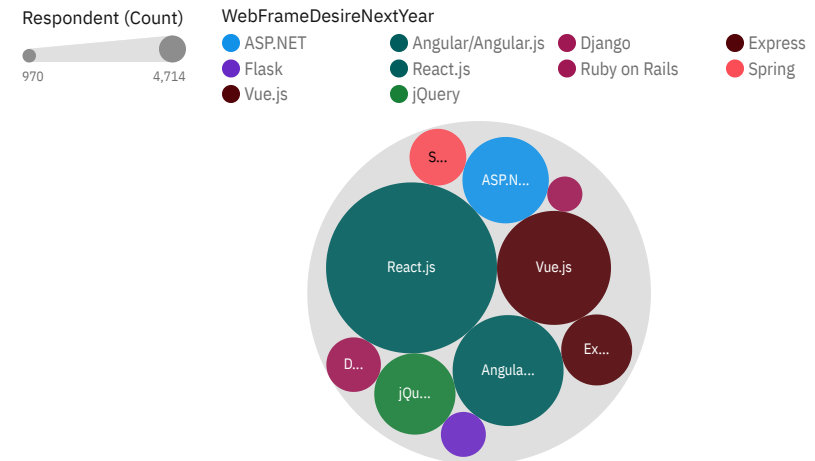 Respondent (Count)
970 4,714
WebFrameDesireNextYear
ASP.NET Angular/Angular.js Django Express
Flask React.js Ruby on Rails Spring
Vue.js jQuery
S...
ASP.N...
React.js Vue.js
Ex...
D... Angula...
jQu...